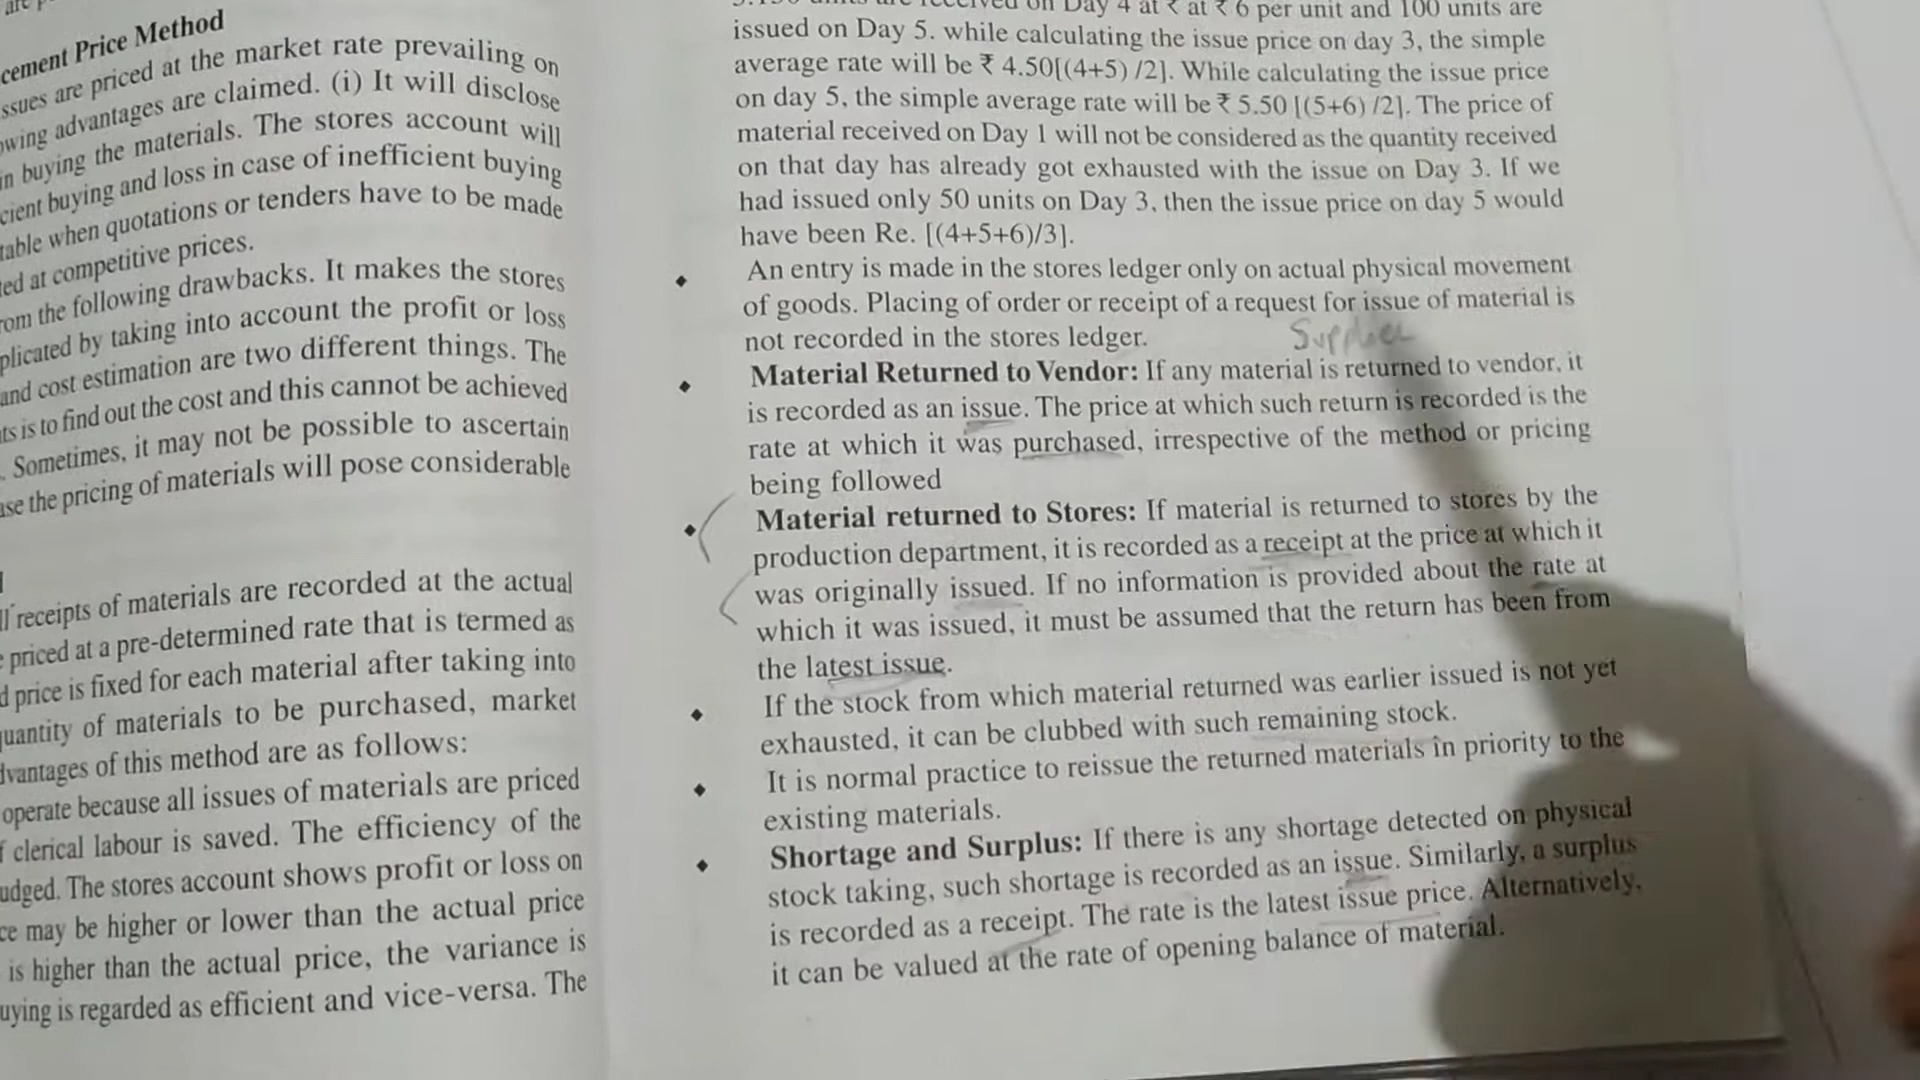 cement Price Method
ssues are priced at the market rate prevailing on
owing advantages are claimed. (i) It will disclose
in buying the materials. The stores account will
cient buying and loss in case of inefficient buying
table when quotations or tenders have to be made
ted at competitive prices.
rom the following drawbacks. It makes the stores
plicated by taking into account the profit or loss
and cost estimation are two different things. The
ts is to find out the cost and this cannot be achieved
. Sometimes, it may not be possible to ascertain
ase the pricing of materials will pose considerable
receipts of materials are recorded at the actual
priced at a pre-determined rate that is termed as
d price is fixed for each material after taking into
quantity of materials to be purchased, market
dvantages of this method are as follows:
operate because all issues of materials are priced
f clerical labour is saved. The efficiency of the
udged. The stores account shows profit or loss on
ce may be higher or lower than the actual price
is higher than the actual price, the variance is
uying is regarded as efficient and vice-versa. The
units are received on Day 4 at ₹ at ₹ 6 per unit and 100 units are
issued on Day 5. while calculating the issue price on day 3, the simple
average rate will be ₹ 4.50[(4+5) /2]. While calculating the issue price
on day 5, the simple average rate will be ₹ 5.50 [(5+6) /2]. The price of
material received on Day 1 will not be considered as the quantity received
on that day has already got exhausted with the issue on Day 3. If we
had issued only 50 units on Day 3, then the issue price on day 5 would
have been Re. [(4+5+6)/3].
♦ An entry is made in the stores ledger only on actual physical movement
of goods. Placing of order or receipt of a request for issue of material is
not recorded in the stores ledger.
Supplier
♦ Material Returned to Vendor: If any material is returned to vendor, it
is recorded as an issue. The price at which such return is recorded is the
rate at which it was purchased, irrespective of the method or pricing
being followed
♦ Material returned to Stores: If material is returned to stores by the
production department, it is recorded as a receipt at the price at which it
was originally issued. If no information is provided about the rate at
which it was issued, it must be assumed that the return has been from
the latest issue.
♦ If the stock from which material returned was earlier issued is not yet
exhausted, it can be clubbed with such remaining stock.
♦ It is normal practice to reissue the returned materials in priority to the
existing materials.
♦ Shortage and Surplus: If there is any shortage detected on physical
stock taking, such shortage is recorded as an issue. Similarly, a surplus
is recorded as a receipt. The rate is the latest issue price. Alternatively,
it can be valued at the rate of opening balance of material.